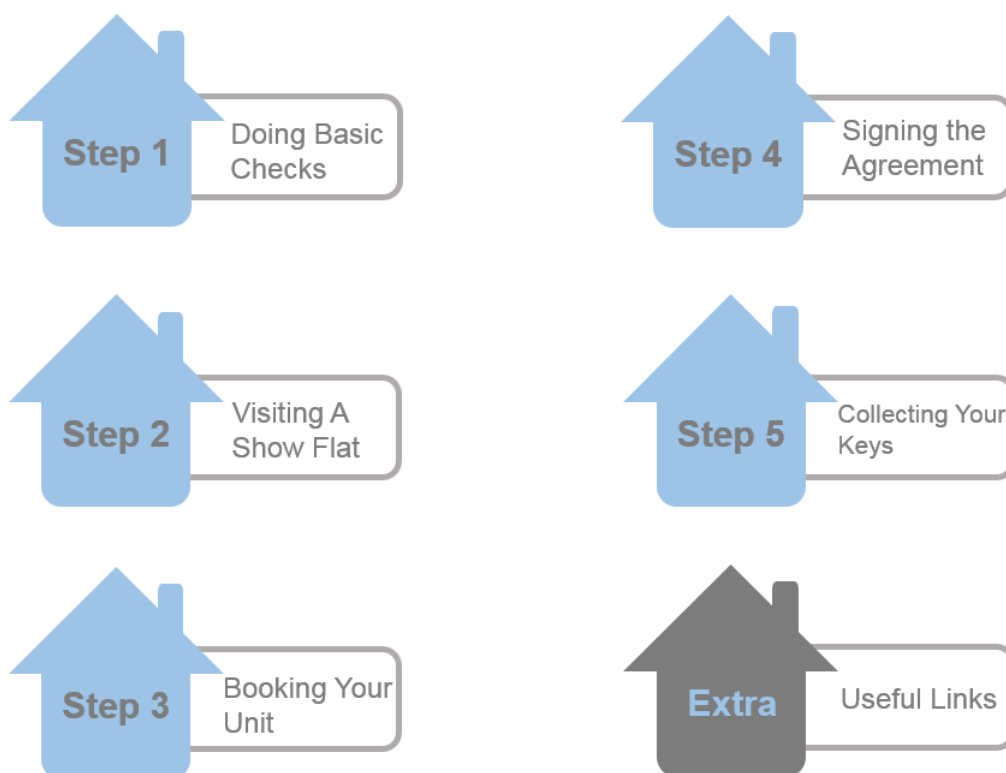 Step 1
Doing Basic
Checks
Step 2
Visiting A
Show Flat
Step 3
Booking Your
Unit
Step 4
Signing the
Agreement
Step 5
Collecting Your
Keys
Extra
Useful Links